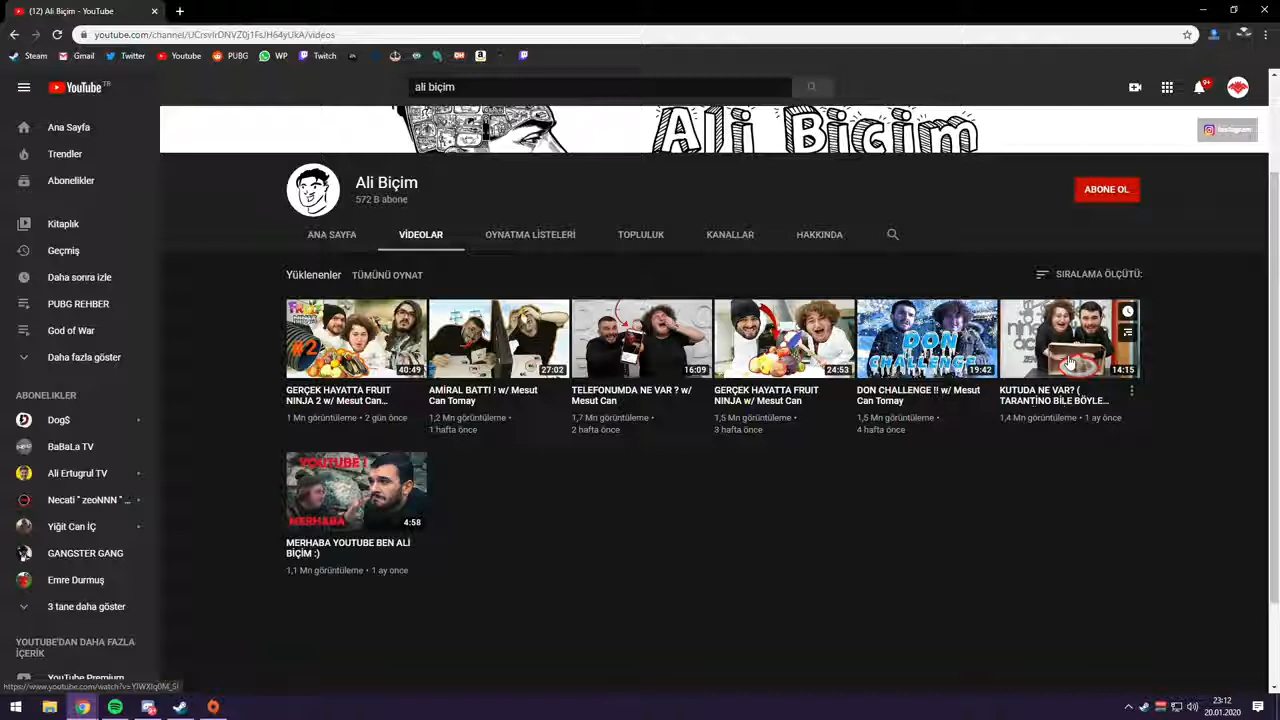 (12) Ali Biçim - YouTube
youtube.com/channel/UCrsvIrDNVZ0j1FsJH64yUkA/videos
Steam Gmail Twitter YouTube PUBG WP Twitch
YouTube TR
ali biçim
9+
Ana Sayfa
Trendler
Abonelikler
Kitaplık
Geçmiş
Daha sonra izle
PUBG REHBER
God of War
Daha fazla göster
ABONELIKLER
Dog$
BaBaLa TV
Ali Ertugrul TV
Necati " zeoNNN " ...
Yiğit Can İÇ
GANGSTER GANG
Emre Durmuş
3 tane daha göster
YOUTUBE'DAN DAHA FAZLA
İÇERİK
YouTube Premium
Ali Biçim
Instagram
Ali Biçim
572 B abone
ABONE OL
ANA SAYFA VİDEOLAR OYNATMA LİSTELERİ TOPLULUK KANALLAR HAKKINDA
Yüklenenler TÜMÜNÜ OYNAT
SIRALAMA ÖLÇÜTÜ:
#2
40:49
GERÇEK HAYATTA FRUIT
NINJA 2 w/ Mesut Can...
1 Mn görüntüleme • 2 gün önce
27:02
AMİRAL BATTI ! w/ Mesut
Can Tomay
1,2 Mn görüntüleme •
1 hafta önce
16:09
TELEFONUMDA NE VAR ? w/
Mesut Can
1,7 Mn görüntüleme •
2 hafta önce
24:53
GERÇEK HAYATTA FRUIT
NINJA w/ Mesut Can
1,5 Mn görüntüleme •
3 hafta önce
DON
CHALLENGE
19:42
DON CHALLENGE !! w/ Mesut
Can Tomay
1,5 Mn görüntüleme •
4 hafta önce
14:15
KUTUDA NE VAR? (
TARANTİNO BİLE BÖYLE...
1,4 Mn görüntüleme • 1 ay önce
YOUTUBE !
MERHABA
4:58
MERHABA YOUTUBE BEN ALİ
BİÇİM :)
1,1 Mn görüntüleme • 1 ay önce
23:12
20.01.2020